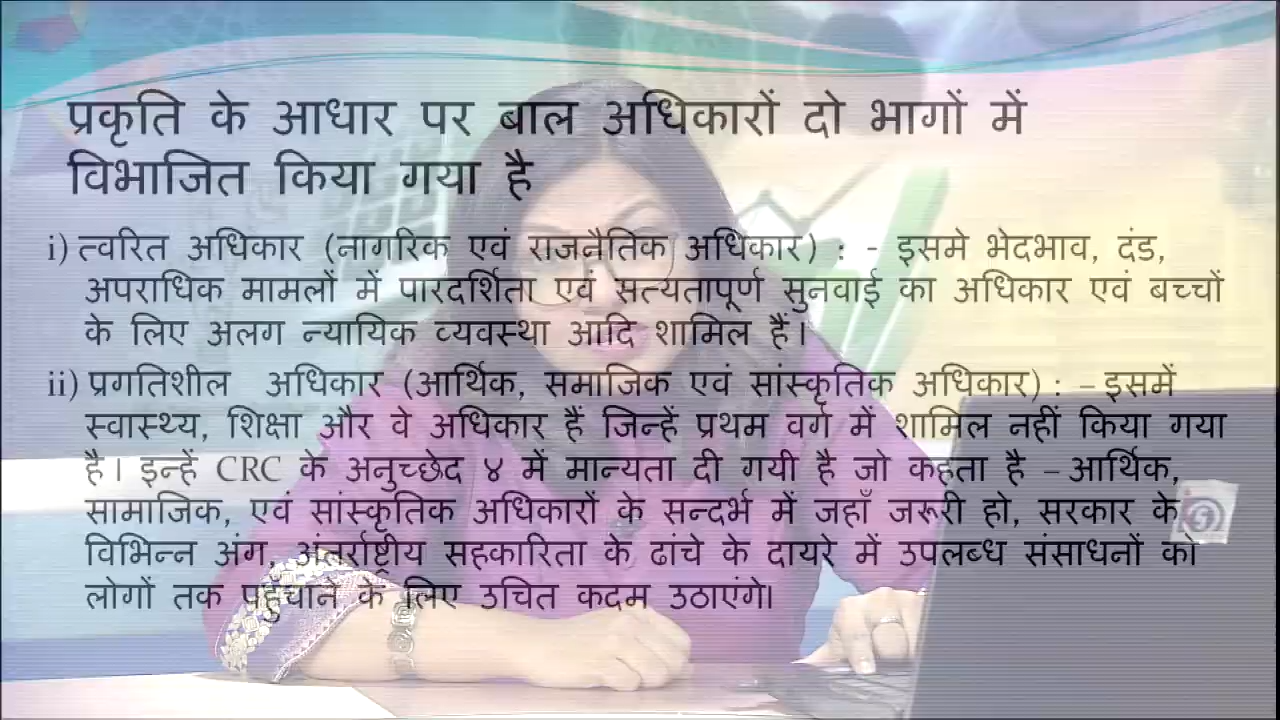 प्रकृति के आधार पर बाल अधिकारों दो भागों में
विभाजित किया गया है
i) त्वरित अधिकार (नागरिक एवं राजनैतिक अधिकार) : - इसमे भेदभाव, दंड,
अपराधिक मामलों में पारदर्शिता एवं सत्यतापूर्ण सुनवाई का अधिकार एवं बच्चों
के लिए अलग न्यायिक व्यवस्था आदि शामिल हैं।
ii) प्रगतिशील अधिकार (आर्थिक, समाजिक एवं सांस्कृतिक अधिकार) : – इसमें
स्वास्थ्य, शिक्षा और वे अधिकार हैं जिन्हें प्रथम वर्ग में शामिल नहीं किया गया
है। इन्हें CRC के अनुच्छेद ४ में मान्यता दी गयी है जो कहता है – आर्थिक,
सामाजिक, एवं सांस्कृतिक अधिकारों के सन्दर्भ में जहाँ जरूरी हो, सरकार के
विभिन्न अंग, अंतर्राष्ट्रीय सहकारिता के ढांचे के दायरे में उपलब्ध संसाधनों को
लोगों तक पहुँचाने के लिए उचित कदम उठाएंगे।